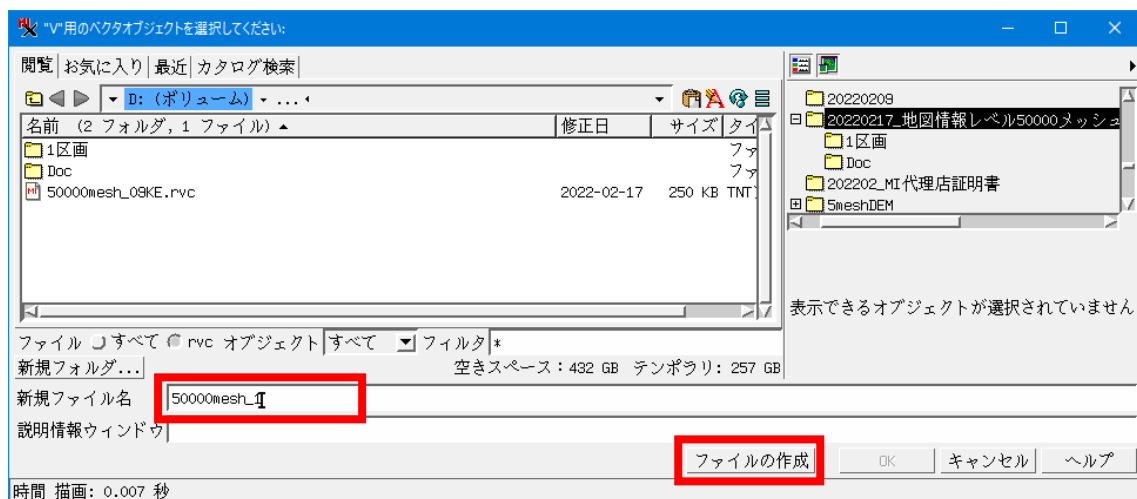 "V"用のベクタオブジェクトを選択してください:
閲覧 お気に入り 最近 カタログ検索
D: (ボリューム) ...
名前 (2 フォルダ, 1 ファイル) 修正日 サイズ タイ
1区画 ファ
Doc ファ
50000mesh_09KE.rvc 2022-02-17 250 KB TNT
ファイル すべて rvc オブジェクト すべて フィルタ *
新規フォルダ... 空きスペース：432 GB テンポラリ: 257 GB
新規ファイル名 50000mesh_1
説明情報ウィンドウ
20220209
20220217_地図情報レベル50000メッシュ
1区画
Doc
202202_MI代理店証明書
5meshDEM
表示できるオブジェクトが選択されていません
ファイルの作成 OK キャンセル ヘルプ
時間 描画: 0.007 秒